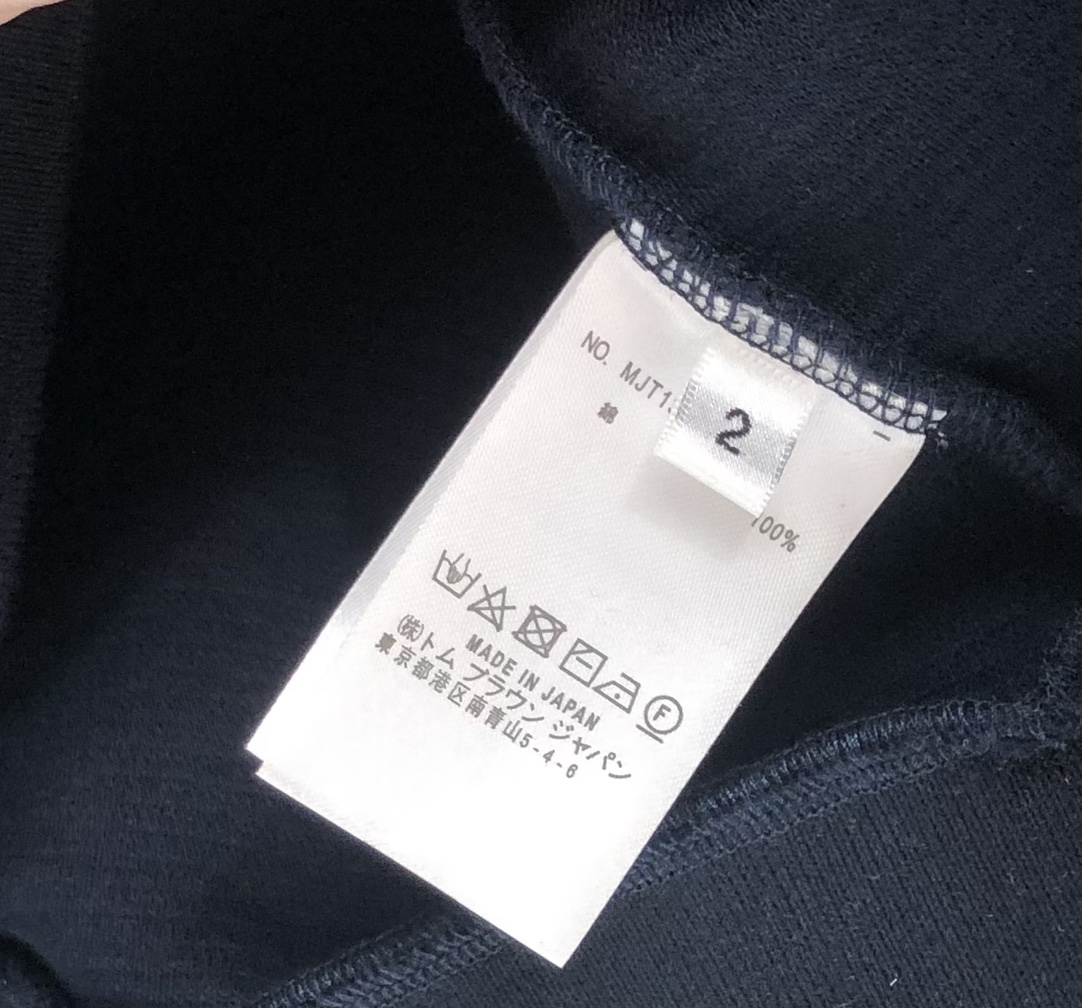 NO. MJT1
2
綿
100%
F
MADE IN JAPAN
㈱トム ブラウン ジャパン
東京都港区南青山5-4-6